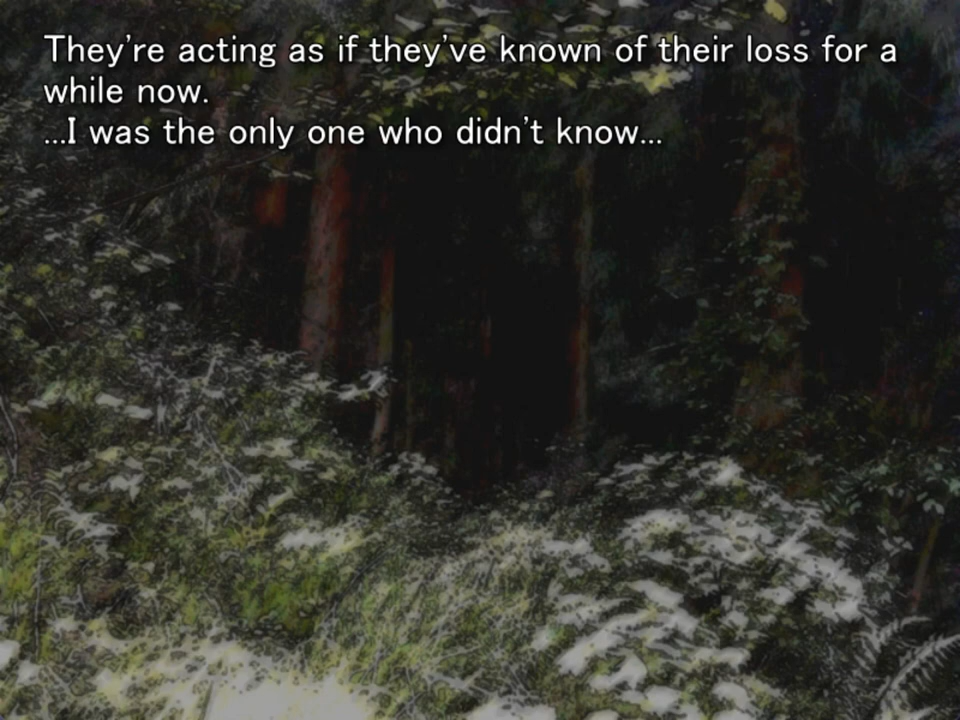 They’re acting as if they’ve known of their loss for a
while now.
...I was the only one who didn’t know...